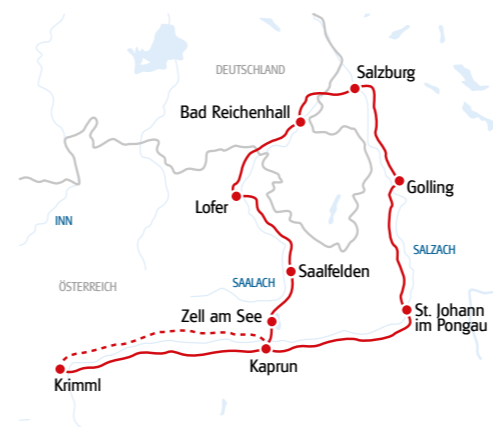 Salzburg
DEUTSCHLAND
Bad Reichenhall
Golling
Lofer
INN
SALZACH
Saalfelden
SAALACH
ÖSTERREICH
St. Johann
im Pongau
Zell am See
Kaprun
Krimml